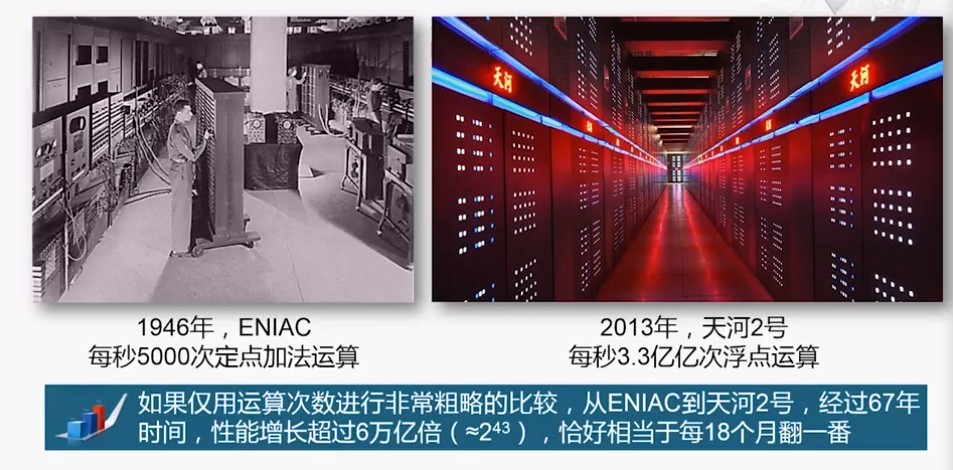 天河
天河
1946年，ENIAC
每秒5000次定点加法运算
2013年，天河2号
每秒3.3亿亿次浮点运算
如果仅用运算次数进行非常粗略的比较，从ENIAC到天河2号，经过67年
时间，性能增长超过6万亿倍（≈2⁴³），恰好相当于每18个月翻一番